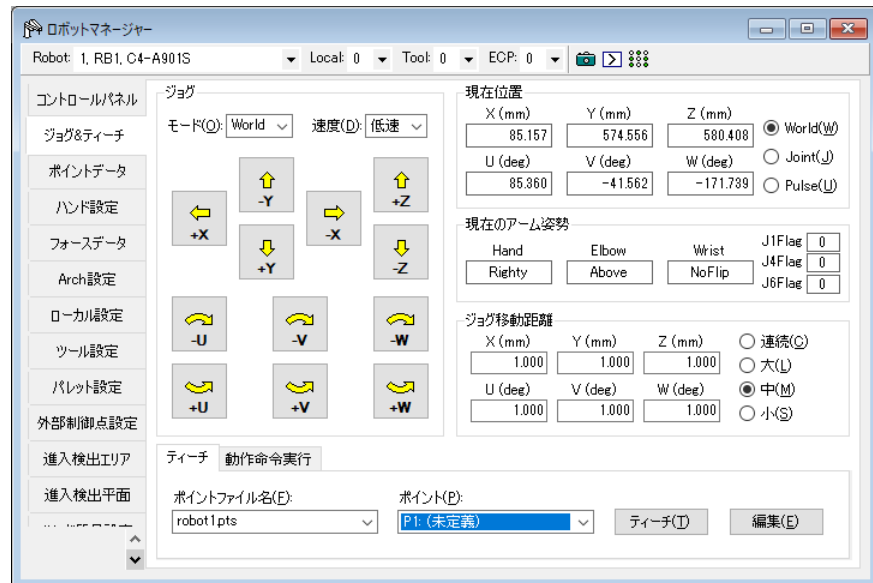 ロボットマネージャー
Robot: 1, RB1, C4-A901S Local: 0 Tool: 0 ECP: 0
コントロールパネル
ジョグ&ティーチ
ポイントデータ
ハンド設定
フォースデータ
Arch設定
ローカル設定
ツール設定
パレット設定
外部制御点設定
進入検出エリア
進入検出平面
ジョグ
モード(O): World 速度(D): 低速
-Y +Z
+X -X
+Y -Z
-U -V -W
+U +V +W
現在位置
X (mm) Y (mm) Z (mm)
85.157 574.556 580.408
U (deg) V (deg) W (deg)
85.360 -41.562 -171.739
World(W)
Joint(J)
Pulse(U)
現在のアーム姿勢
Hand Elbow Wrist
Righty Above NoFlip
J1Flag 0
J4Flag 0
J6Flag 0
ジョグ移動距離
X (mm) Y (mm) Z (mm)
1.000 1.000 1.000
U (deg) V (deg) W (deg)
1.000 1.000 1.000
連続(C)
大(L)
中(M)
小(S)
ティーチ 動作命令実行
ポイントファイル名(F): ポイント(P):
robot1.pts P1: (未定義) ティーチ(T) 編集(E)